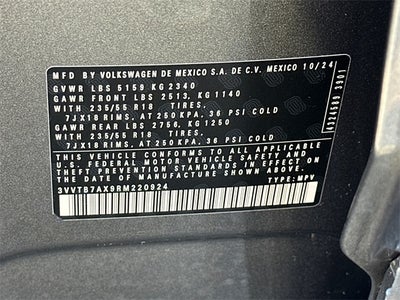 MFD BY VOLKSWAGEN DE MEXICO S.A. DE C.V. MEXICO 10/24
GVWR LBS 5159 KG 2340
GAWR FRONT LBS 2513, KG 1140
WITH 235/55 R18 TIRES.
7JX18 RIMS, AT 250 KPA, 36 PSI COLD
GAWR REAR LBS 2756, KG 1250
WITH 235/55 R18 TIRES.
7JX18 RIMS, AT 250 KPA, 36 PSI COLD
THIS VEHICLE CONFORMS TO ALL APPLICABLE
U.S. FEDERAL MOTOR VEHICLE SAFETY BUMPER AND
THEFT PREVENTION STANDARDS IN EFFECT ON THE
DATE OF MANUFACTURE SHOWN ABOVE.
3VVTB7AX9RM220924 TYPE: MPV
3901